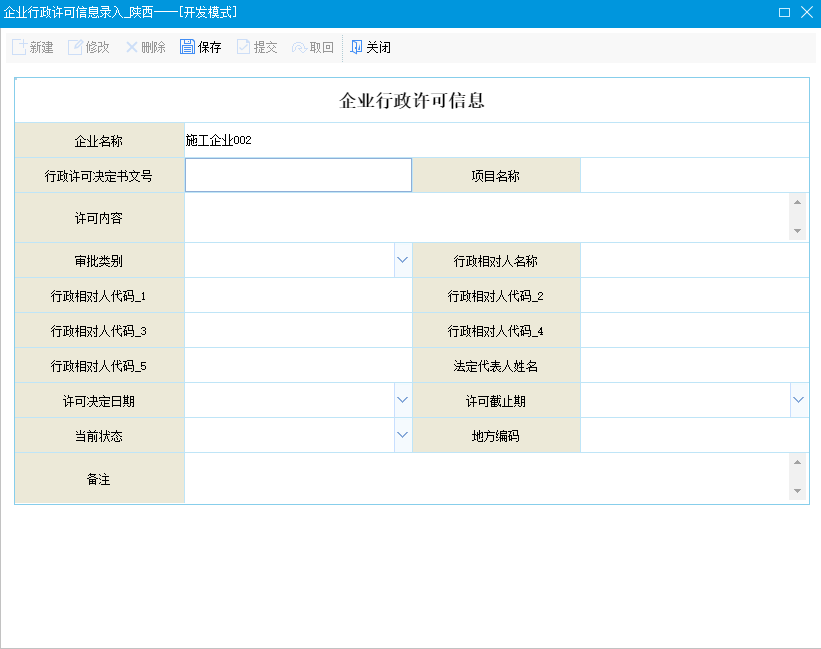 企业行政许可信息录入_陕西——[开发模式]
新建 修改 删除 保存 提交 取回 关闭
企业行政许可信息
企业名称 施工企业002
行政许可决定书文号 项目名称
许可内容
审批类别 行政相对人名称
行政相对人代码_1 行政相对人代码_2
行政相对人代码_3 行政相对人代码_4
行政相对人代码_5 法定代表人姓名
许可决定日期 许可截止期
当前状态 地方编码
备注